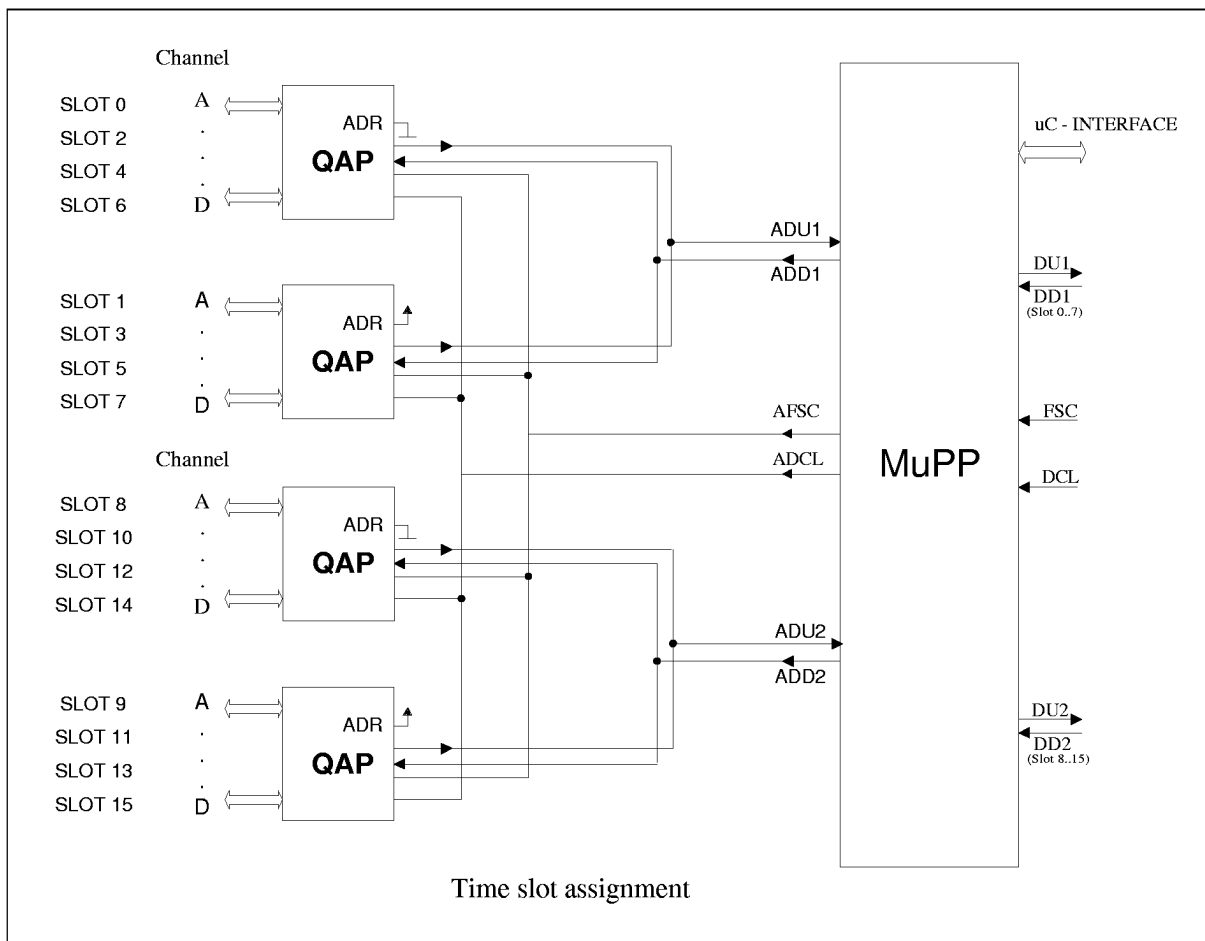 Channel
SLOT 0 A
SLOT 2
SLOT 4
SLOT 6 D
ADR
QAP
SLOT 1 A
SLOT 3
SLOT 5
SLOT 7 D
ADR
QAP
Channel
SLOT 8 A
SLOT 10
SLOT 12
SLOT 14 D
ADR
QAP
SLOT 9 A
SLOT 11
SLOT 13
SLOT 15 D
ADR
QAP
ADU1
ADD1
AFSC
ADCL
ADU2
ADD2
MuPP
uC - INTERFACE
DU1
DD1
(Slot 0..7)
FSC
DCL
DU2
DD2
(Slot 8..15)
Time slot assignment